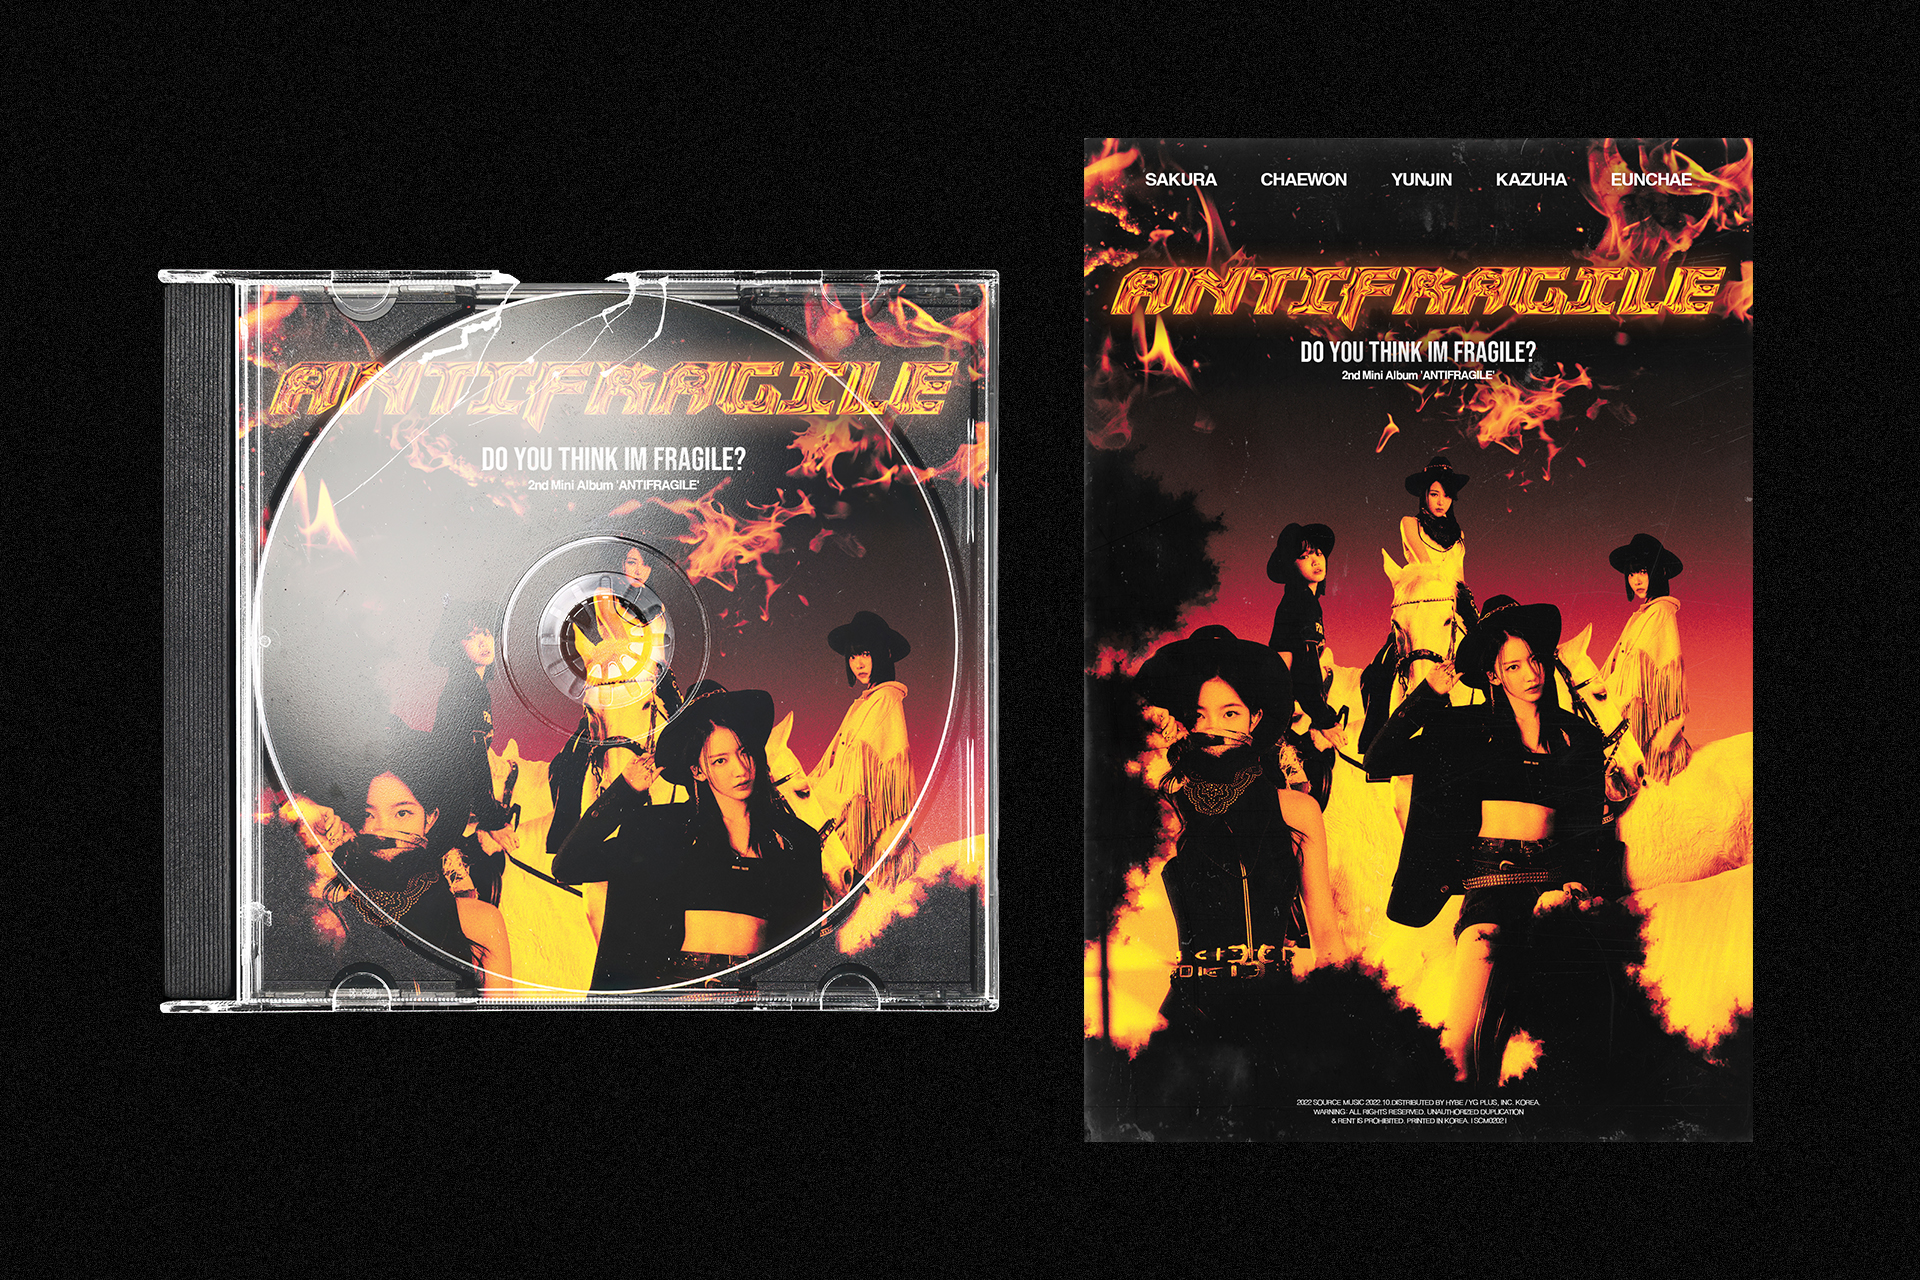 ANTIFRAGILE
DO YOU THINK IM FRAGILE?
2nd Mini Album 'ANTIFRAGILE'
SAKURA CHAEWON YUNJIN KAZUHA EUNCHAE
ANTIFRAGILE
DO YOU THINK IM FRAGILE?
2nd Mini Album 'ANTIFRAGILE'
2022 SOURCE MUSIC 2022.10.DISTRIBUTED BY HYBE / YG PLUS, INC. KOREA.
WARNING: ALL RIGHTS RESERVED. UNAUTHORIZED DUPLICATION
& RENT IS PROHIBITED. PRINTED IN KOREA. | SCM0202 |